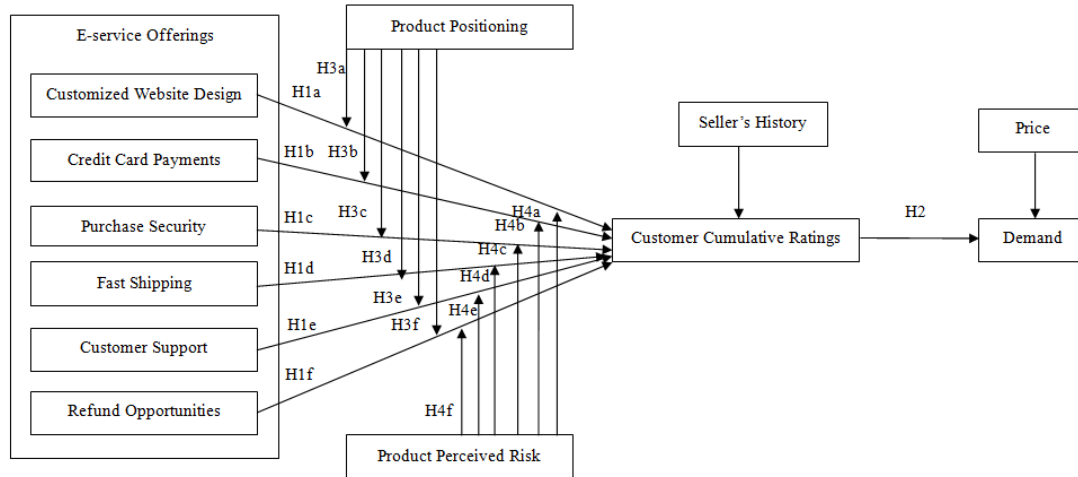 Product Positioning
E-service Offerings
H3a
Customized Website Design
H1a
Seller's History
Price
Credit Card Payments
H1b
H3b
Purchase Security
H1c
H3c
H4a
H4b
Customer Cumulative Ratings
H2
Demand
Fast Shipping
H1d
H3d
H4c
H4d
Customer Support
H1e
H3e
H3f
H4e
Refund Opportunities
H1f
H4f
Product Perceived Risk